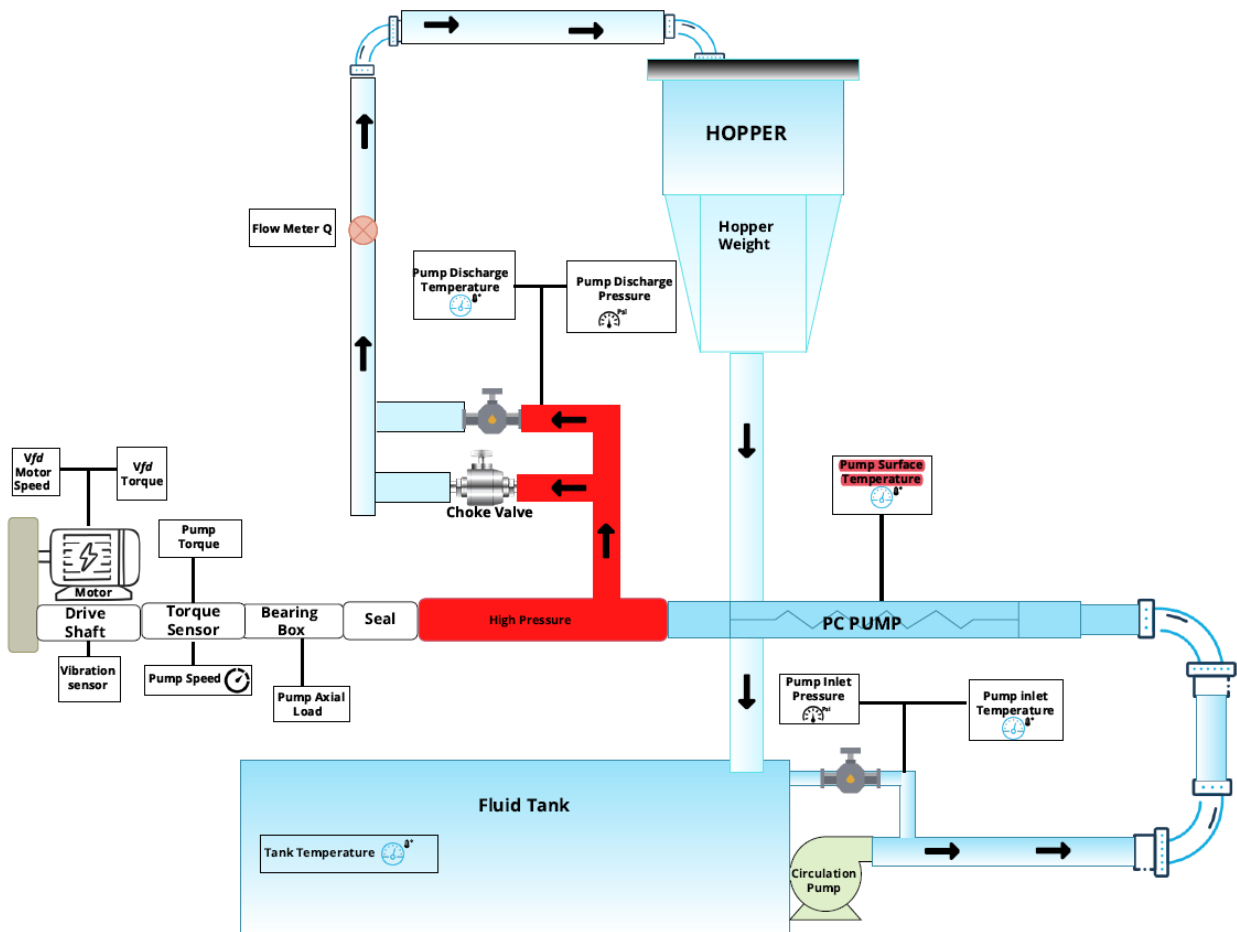 HOPPER
Hopper
Weight
Flow Meter Q
Pump Discharge
Temperature
Pump Discharge
Pressure
Psi
Choke Valve
Vfd
Motor
Speed
Vfd
Torque
Pump
Torque
Motor
Pump Surface
Temperature
Drive
Shaft
Torque
Sensor
Bearing
Box
Seal
High Pressure
PC PUMP
Vibration
sensor
Pump Speed
Pump Axial
Load
Pump Inlet
Pressure
Psi
Pump inlet
Temperature
Fluid Tank
Tank Temperature
Circulation
Pump